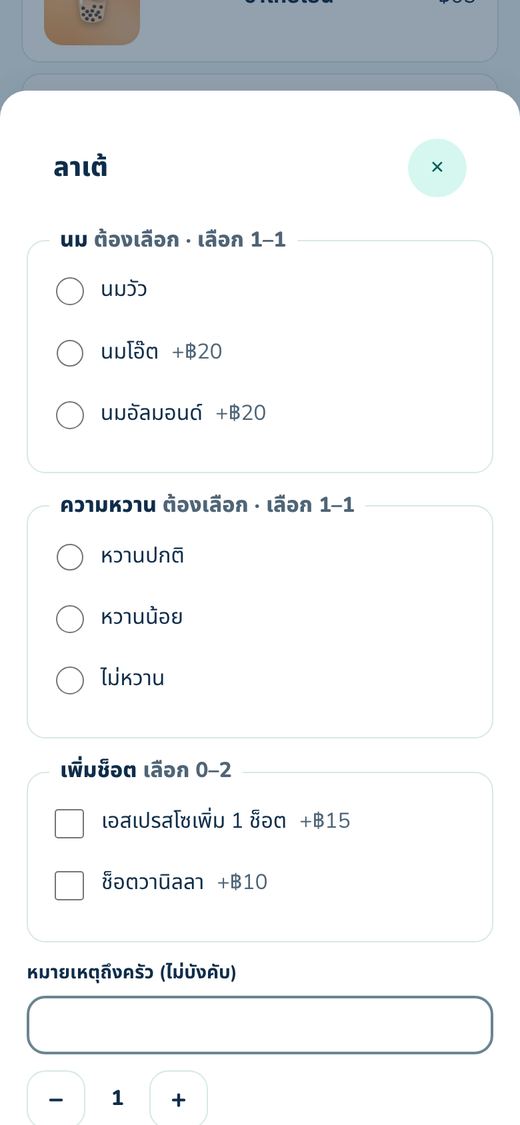 ลาเต้
×
นม ต้องเลือก · เลือก 1–1
นมวัว
นมโอ๊ต +฿20
นมอัลมอนด์ +฿20
ความหวาน ต้องเลือก · เลือก 1–1
หวานปกติ
หวานน้อย
ไม่หวาน
เพิ่มช็อต เลือก 0–2
เอสเปรสโซเพิ่ม 1 ช็อต +฿15
ช็อตวานิลลา +฿10
หมายเหตุถึงครัว (ไม่บังคับ)
− 1 +